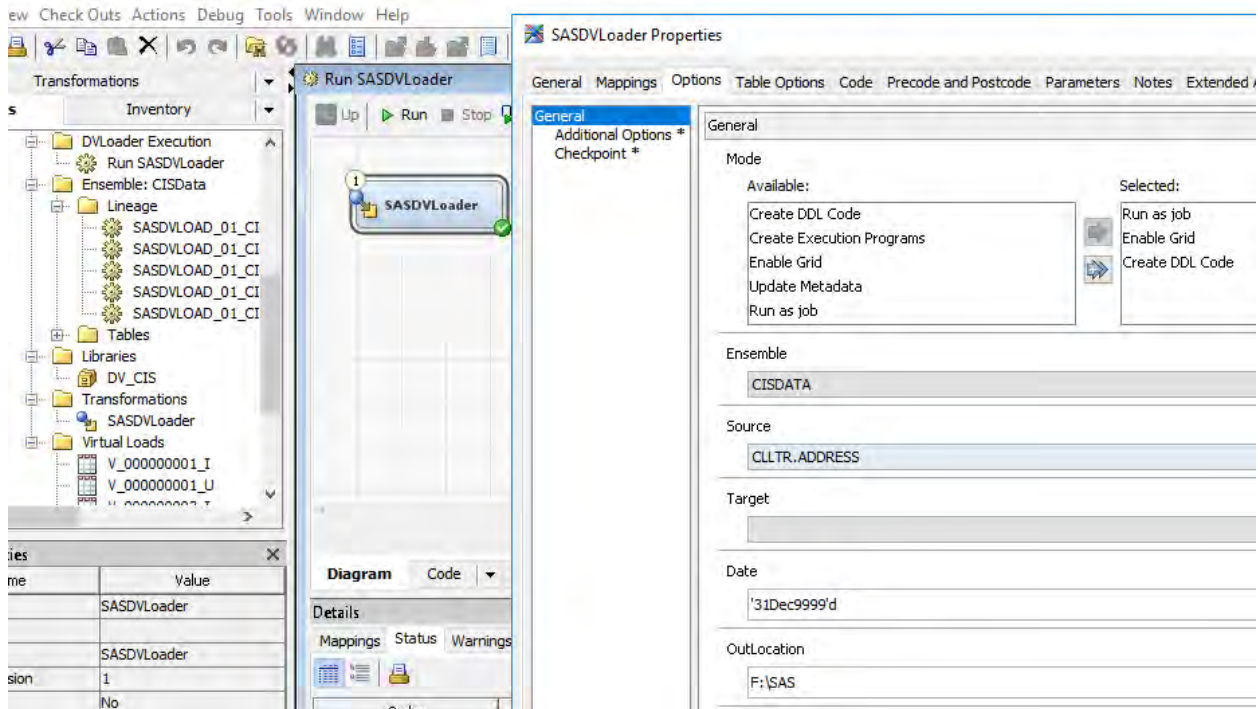 ew Check Outs Actions Debug Tools Window Help
Transformations
s Inventory
DVLoader Execution
Run SASDVLoader
Ensemble: CISData
Lineage
SASDVLOAD_01_CI
SASDVLOAD_01_CI
SASDVLOAD_01_CI
SASDVLOAD_01_CI
SASDVLOAD_01_CI
Tables
Libraries
DV_CIS
Transformations
SASDVLoader
Virtual Loads
V_000000001_I
V_000000001_U
ties
me Value
SASDVLoader
SASDVLoader
sion 1
No
Run SASDVLoader
Up Run Stop
1
SASDVLoader
Diagram Code
Details
Mappings Status Warnings
SASDVLoader Properties
General Mappings Options Table Options Code Precode and Postcode Parameters Notes Extended A
General
Additional Options *
Checkpoint *
General
Mode
Available:
Create DDL Code
Create Execution Programs
Enable Grid
Update Metadata
Run as job
Selected:
Run as job
Enable Grid
Create DDL Code
Ensemble
CISDATA
Source
CLLTR.ADDRESS
Target
Date
'31Dec9999'd
OutLocation
F:\SAS